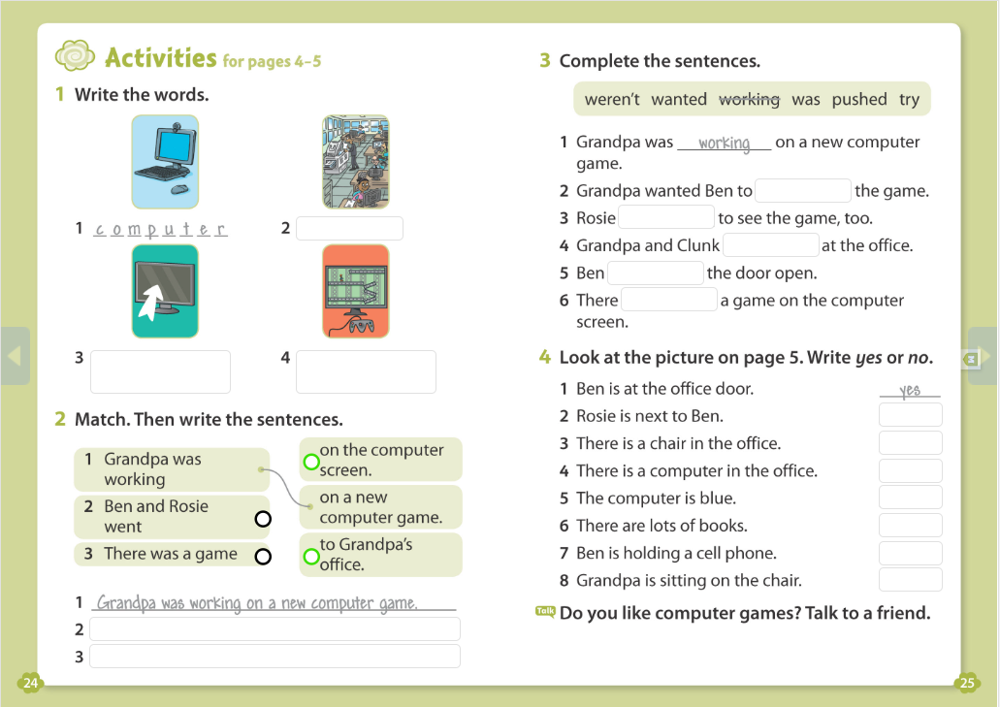 Activities for pages 4–5
1 Write the words.
1 computer
2
3
4
2 Match. Then write the sentences.
1 Grandpa was
working
2 Ben and Rosie
went
3 There was a game
on the computer
screen.
on a new
computer game.
to Grandpa's
office.
1 Grandpa was working on a new computer game.
2
3
24
3 Complete the sentences.
weren't wanted working was pushed try
1 Grandpa was working on a new computer
game.
2 Grandpa wanted Ben to the game.
3 Rosie to see the game, too.
4 Grandpa and Clunk at the office.
5 Ben the door open.
6 There a game on the computer
screen.
4 Look at the picture on page 5. Write yes or no.
1 Ben is at the office door. yes
2 Rosie is next to Ben.
3 There is a chair in the office.
4 There is a computer in the office.
5 The computer is blue.
6 There are lots of books.
7 Ben is holding a cell phone.
8 Grandpa is sitting on the chair.
Talk Do you like computer games? Talk to a friend.
25